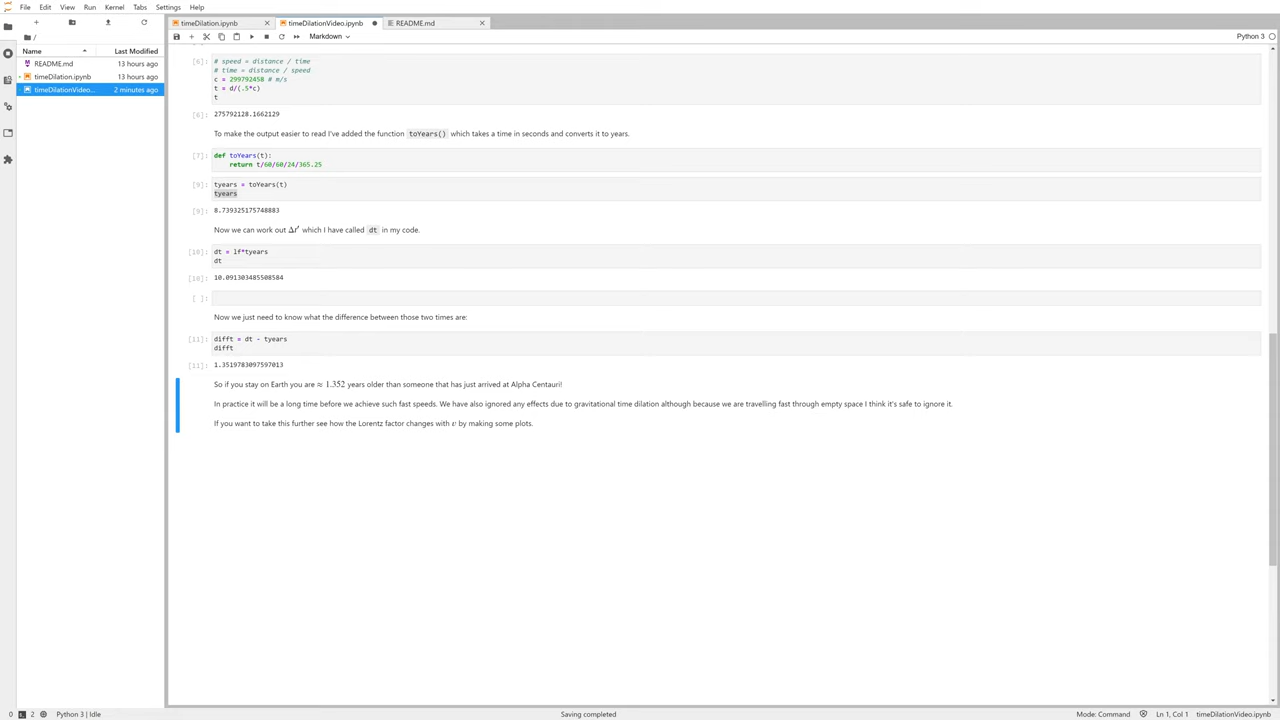 File Edit View Run Kernel Tabs Settings Help
timeDilation.ipynb
timeDilationVideo.ipynb
README.md
Markdown
Python 3
/
Name Last Modified
README.md 13 hours ago
timeDilation.ipynb 13 hours ago
timeDilationVideo... 2 minutes ago
[6]: # speed = distance / time
# time = distance / speed
c = 299792458 # m/s
t = d/(.5*c)
t
[6]: 275792128.1662129
To make the output easier to read I've added the function toYears() which takes a time in seconds and converts it to years.
[7]: def toYears(t):
return t/60/60/24/365.25
[9]: tyears = toYears(t)
tyears
[9]: 8.739325175748883
Now we can work out Δt′ which I have called dt in my code.
[10]: dt = lf*tyears
dt
[10]: 10.091303485508584
[ ]:
Now we just need to know what the difference between those two times are:
[11]: difft = dt - tyears
difft
[11]: 1.3519783097597013
So if you stay on Earth you are ≈ 1.352 years older than someone that has just arrived at Alpha Centauri!
In practice it will be a long time before we achieve such fast speeds. We have also ignored any effects due to gravitational time dilation although because we are travelling fast through empty space I think it's safe to ignore it.
If you want to take this further see how the Lorentz factor changes with v by making some plots.
0 2 Python 3 | Idle Saving completed Mode: Command Ln 1, Col 1 timeDilationVideo.ipynb